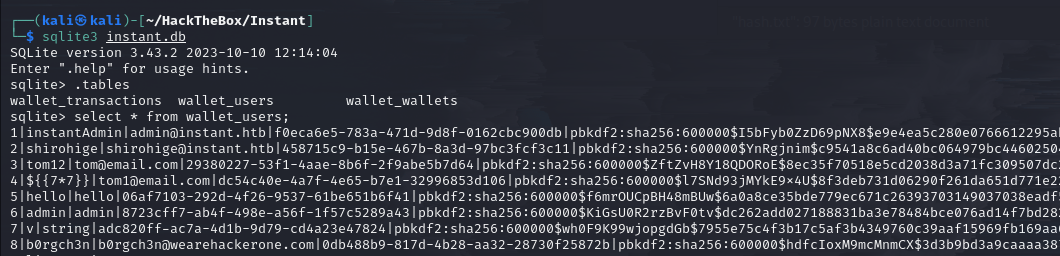 ┌──(kali㉿kali)-[~/HackTheBox/Instant]
└─$ sqlite3 instant.db
SQLite version 3.43.2 2023-10-10 12:14:04
Enter ".help" for usage hints.
sqlite> .tables
wallet_transactions wallet_users wallet_wallets
sqlite> select * from wallet_users;
1|instantAdmin|admin@instant.htb|f0eca6e5-783a-471d-9d8f-0162cbc900db|pbkdf2:sha256:600000$I5bFyb0ZzD69pNX8$e9e4ea5c280e0766612295ab
2|shirohige|shirohige@instant.htb|458715c9-b15e-467b-8a3d-97bc3fcf3c11|pbkdf2:sha256:600000$YnRgjnim$c9541a8c6ad40bc064979bc4460250
3|tom12|tom@email.com|29380227-53f1-4aae-8b6f-2f9abe5b7d64|pbkdf2:sha256:600000$ZftZvH8Y18QDORoE$8ec35f70518e5cd2038d3a71fc309507dc
4|${{7*7}}|tom1@email.com|dc54c40e-4a7f-4e65-b7e1-32996853d106|pbkdf2:sha256:600000$l7SNd93jMYkE9×4U$8f3deb731d06290f261da651d771e2
5|hello|hello|06af7103-292d-4f26-9537-61be651b6f41|pbkdf2:sha256:600000$f6mrOUCpBH48mBUw$6a0a8ce35bde779ec671c26393703149037038eadf
6|admin|admin|8723cff7-ab4f-498e-a56f-1f57c5289a43|pbkdf2:sha256:600000$KiGsU0R2rzBvF0tv$dc262add027188831ba3e78484bce076ad14f7bd28
7|v|string|adc820ff-ac7a-4d1b-9d79-cd4a23e47824|pbkdf2:sha256:600000$wh0F9K99wjopgdGb$7955e75c4f3b17c5af3b4349760c39aaf15969fb169aa
8|b0rgch3n|b0rgch3n@wearehackerone.com|0db488b9-817d-4b28-aa32-28730f25872b|pbkdf2:sha256:600000$hdfcIoxM9mcMnmCX$3d3b9bd3a9caaaa38